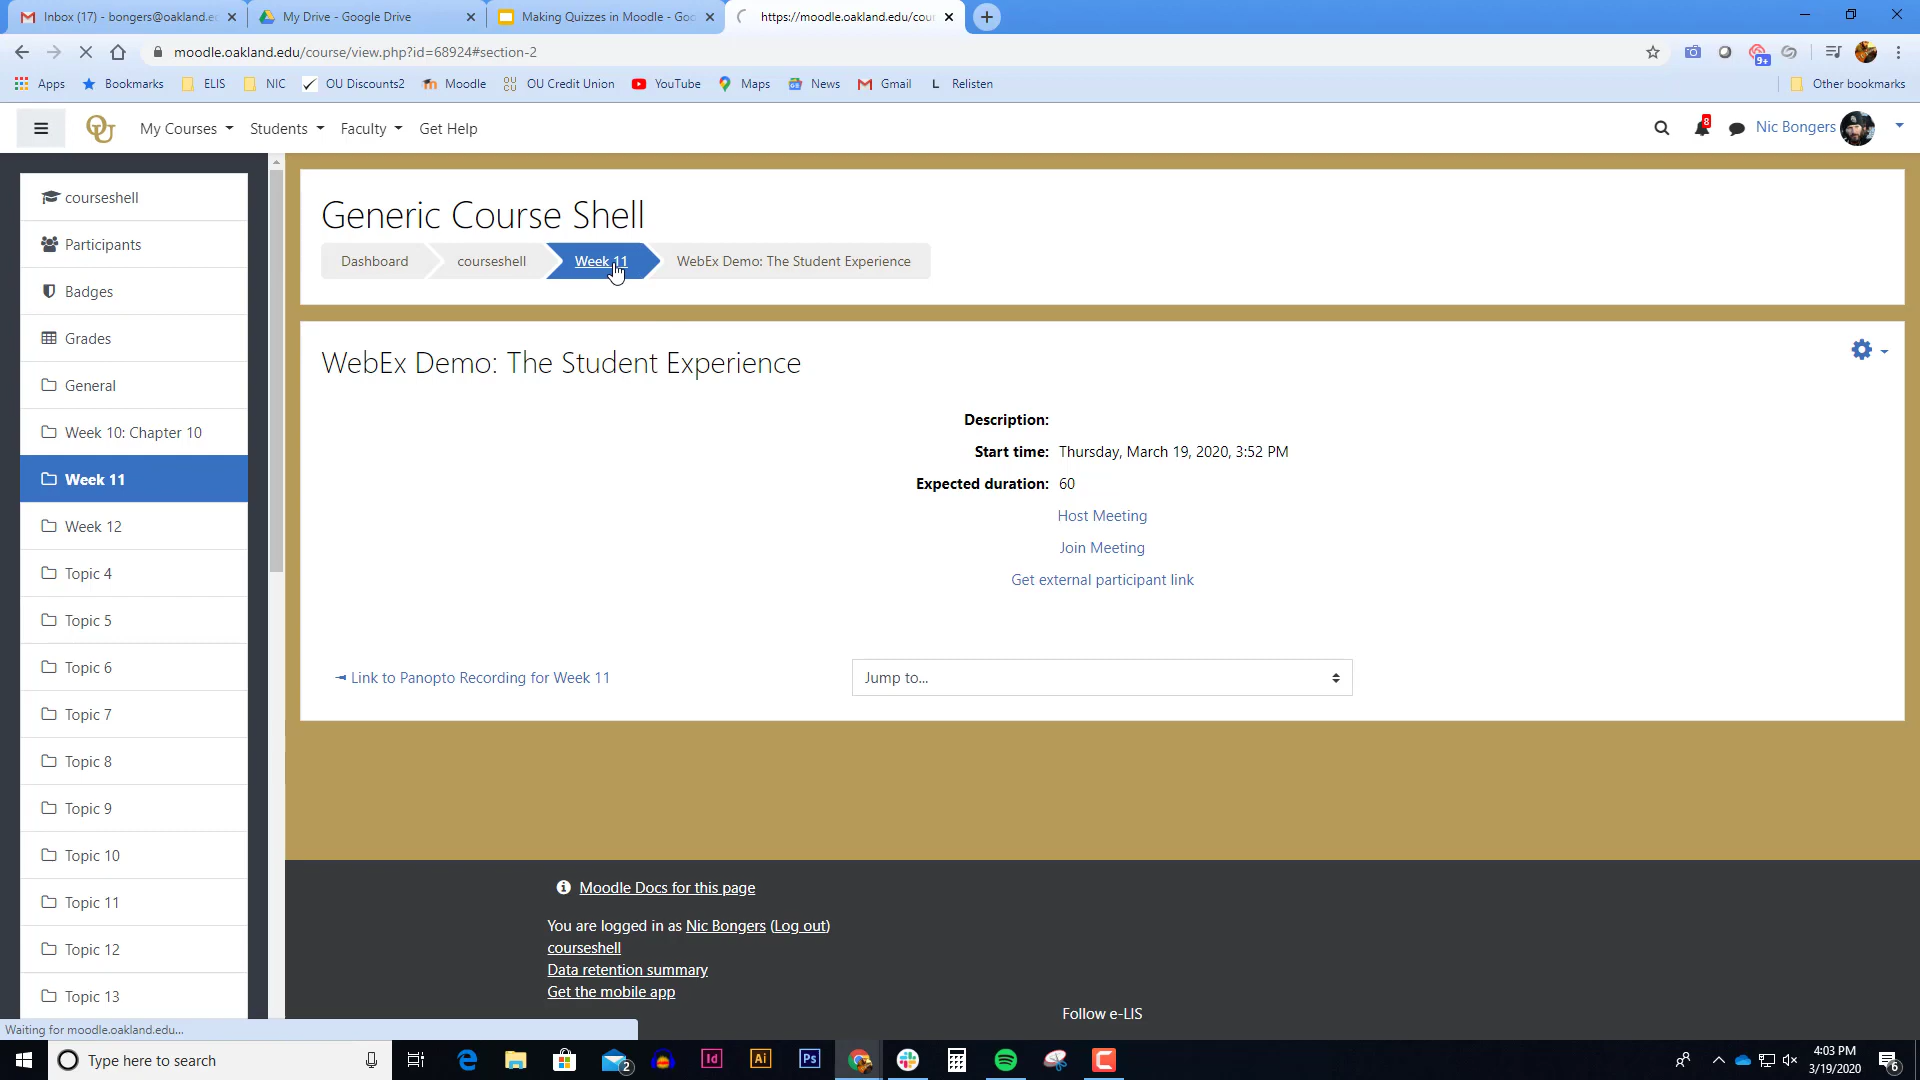 Inbox (17) - bongers@oakland.ed
My Drive - Google Drive
Making Quizzes in Moodle - Goo
https://moodle.oakland.edu/cou
moodle.oakland.edu/course/view.php?id=68924#section-2
9+
Apps
Bookmarks
ELIS
NIC
OU Discounts2
Moodle
OU Credit Union
YouTube
Maps
News
Gmail
L Relisten
Other bookmarks
OU
My Courses
Students
Faculty
Get Help
8
Nic Bongers
courseshell
Participants
Badges
Grades
General
Week 10: Chapter 10
Week 11
Week 12
Topic 4
Topic 5
Topic 6
Topic 7
Topic 8
Topic 9
Topic 10
Topic 11
Topic 12
Topic 13
Generic Course Shell
Dashboard
courseshell
Week 11
WebEx Demo: The Student Experience
WebEx Demo: The Student Experience
Description:
Start time: Thursday, March 19, 2020, 3:52 PM
Expected duration: 60
Host Meeting
Join Meeting
Get external participant link
◄ Link to Panopto Recording for Week 11
Jump to...
Moodle Docs for this page
You are logged in as Nic Bongers (Log out)
courseshell
Data retention summary
Get the mobile app
Follow e-LIS
Waiting for moodle.oakland.edu...
Type here to search
2
Id
Ai
Ps
4:03 PM
3/19/2020
6